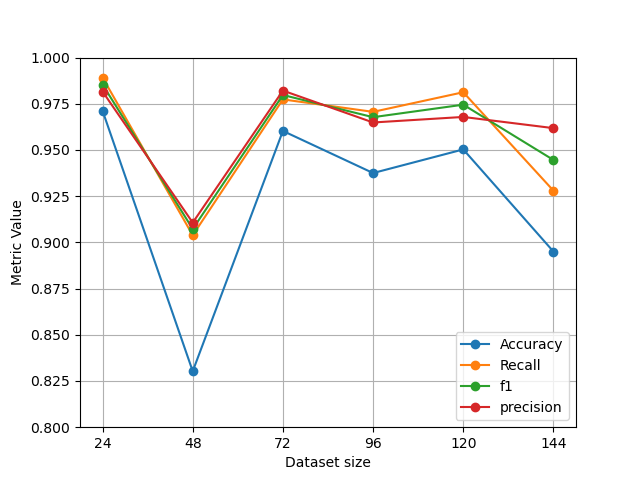 1.000
0.975
0.950
0.925
0.900
0.875
0.850
0.825
0.800
Metric Value
24 48 72 96 120 144
Dataset size
Accuracy
Recall
f1
precision